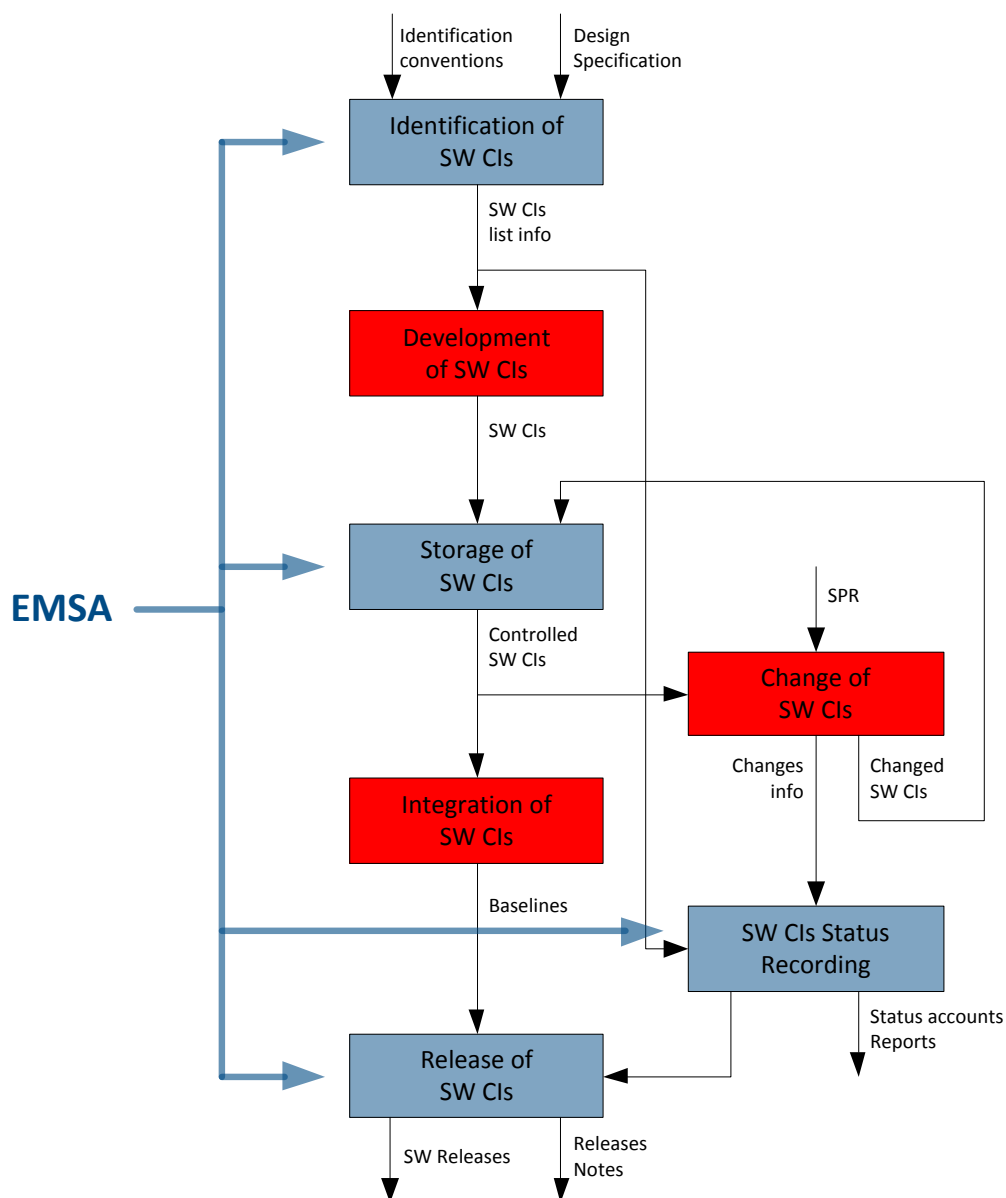 Identification
conventions
Design
Specification
Identification of
SW CIs
SW CIs
list info
Development
of SW CIs
SW CIs
Storage of
SW CIs
EMSA
SPR
Controlled
SW CIs
Change of
SW CIs
Changes
info
Changed
SW CIs
Integration of
SW CIs
Baselines
SW CIs Status
Recording
Status accounts
Reports
Release of
SW CIs
SW Releases
Releases
Notes